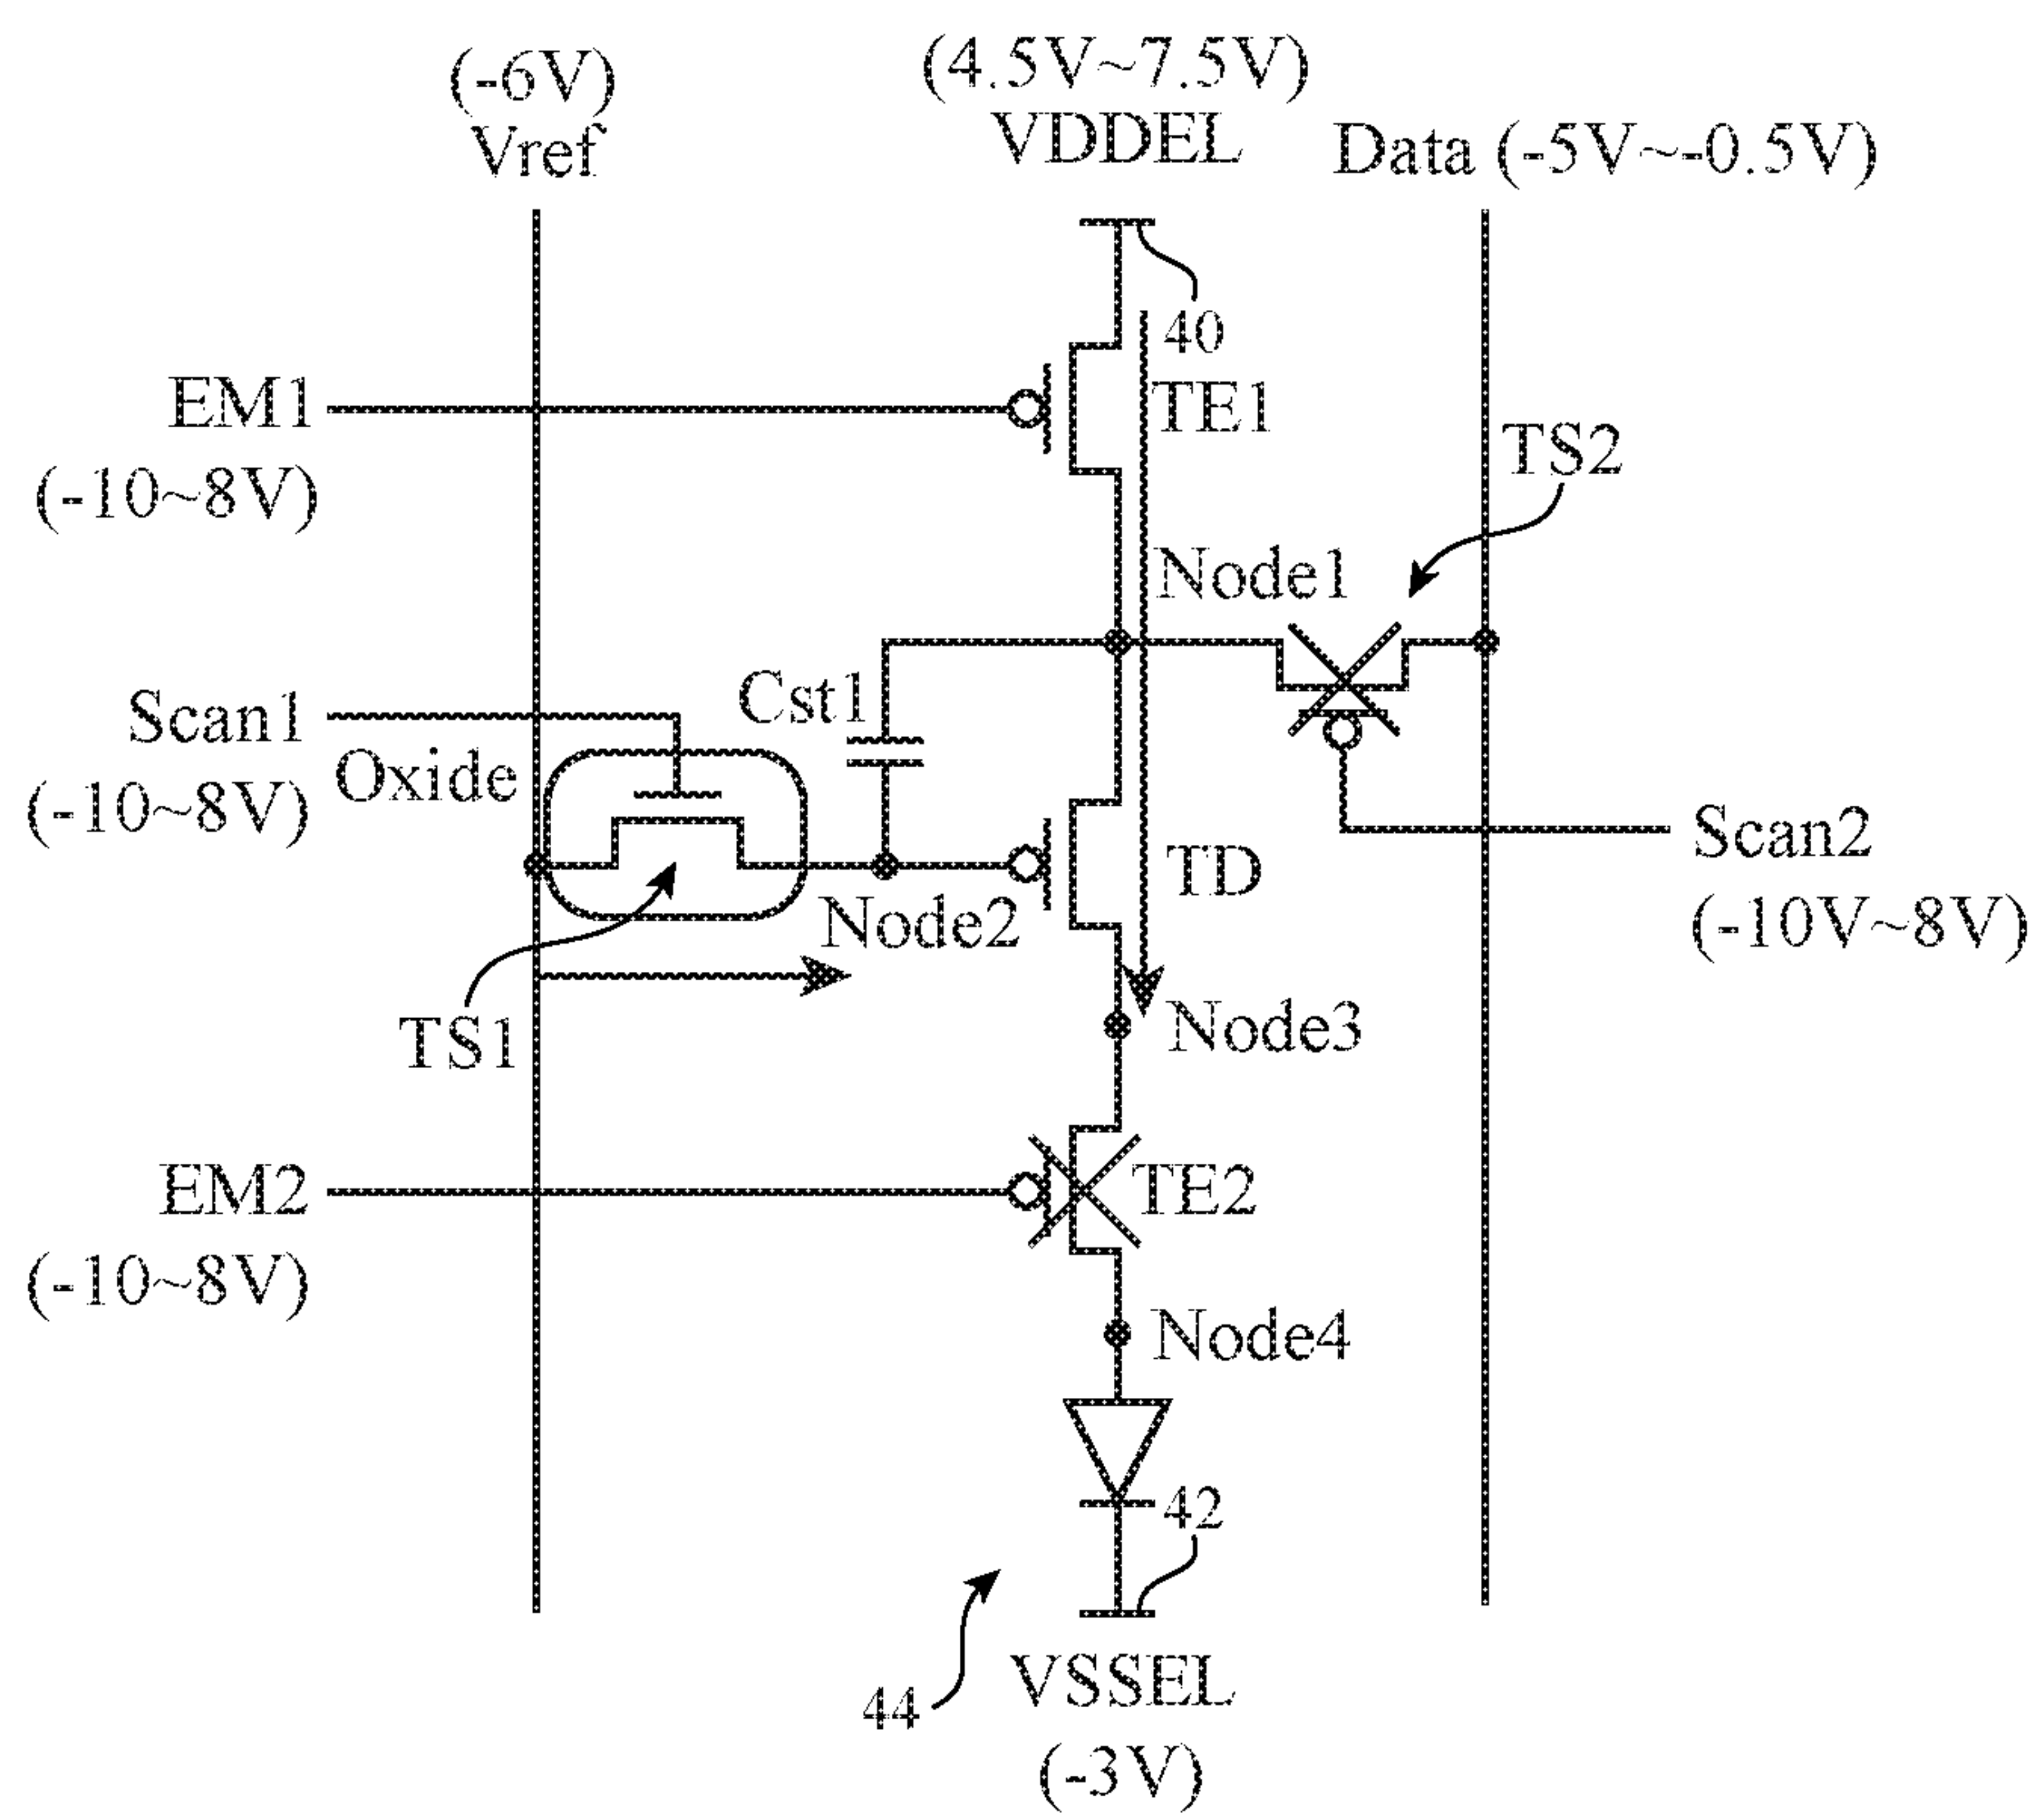 (-6V)
Vref
(4.5V~7.5V)
VDDEL
Data (-5V~-0.5V)
40
EM1
(-10~8V)
TE1
TS2
Node1
Scan1
(-10~8V)
Oxide
Cst1
Scan2
(-10V~8V)
TD
Node2
TS1
Node3
EM2
(-10~8V)
TE2
Node4
42
44
VSSEL
(-3V)